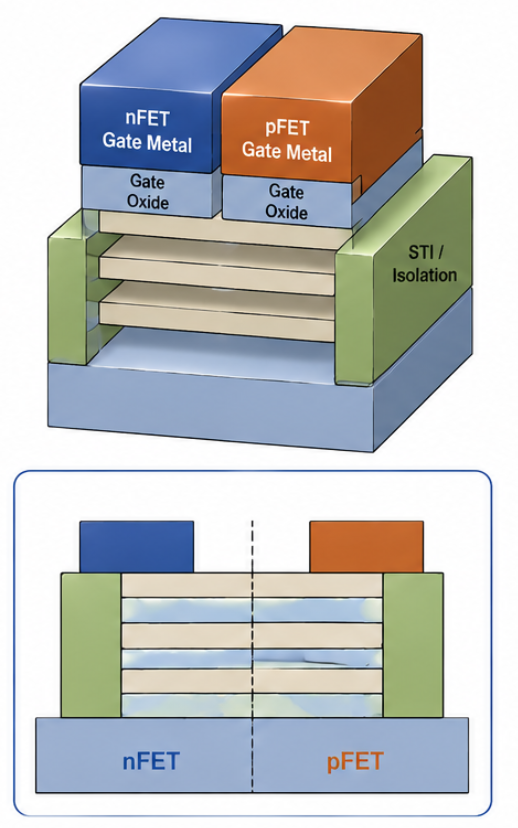 nFET
Gate Metal
pFET
Gate Metal
Gate
Oxide
Gate
Oxide
STI /
Isolation
nFET
pFET